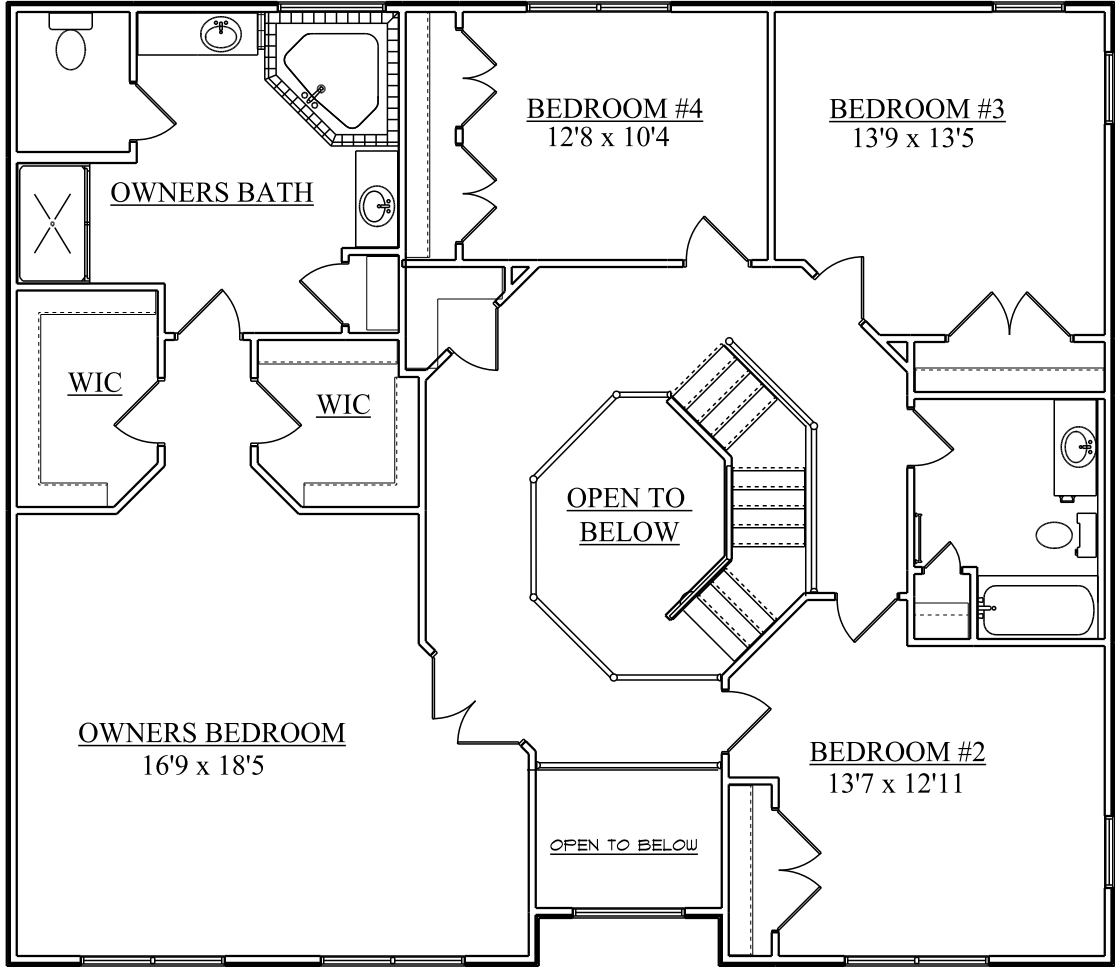 BEDROOM #4
12'8 x 10'4
BEDROOM #3
13'9 x 13'5
OWNERS BATH
WIC
WIC
OPEN TO
BELOW
OWNERS BEDROOM
16'9 x 18'5
BEDROOM #2
13'7 x 12'11
OPEN TO BELOW